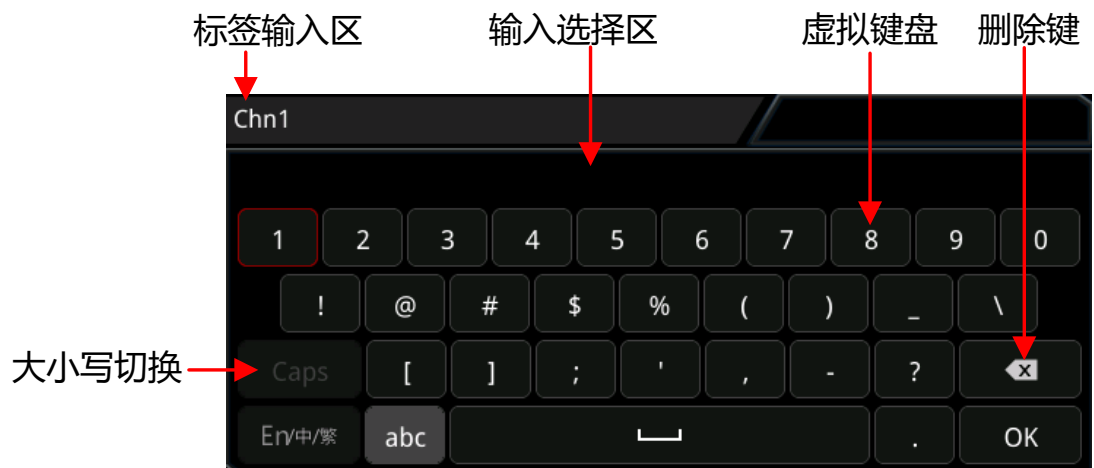 标签输入区 输入选择区 虚拟键盘 删除键
Chn1
1 2 3 4 5 6 7 8 9 0
! @ # $ % ( ) _ \
大小写切换 Caps [ ] ; ' , - ?
En/中/繁 abc . OK